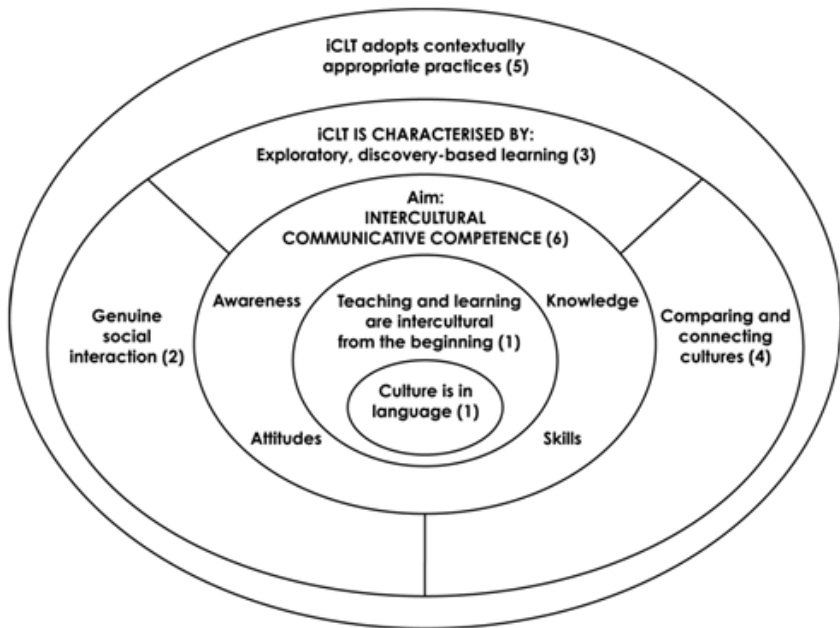 iCLT adopts contextually
appropriate practices (5)
iCLT IS CHARACTERISED BY:
Exploratory, discovery-based learning (3)
Aim:
INTERCULTURAL
COMMUNICATIVE COMPETENCE (6)
Awareness
Teaching and learning
are intercultural
from the beginning (1)
Knowledge
Genuine
social
interaction (2)
Comparing and
connecting
cultures (4)
Culture is in
language (1)
Attitudes
Skills